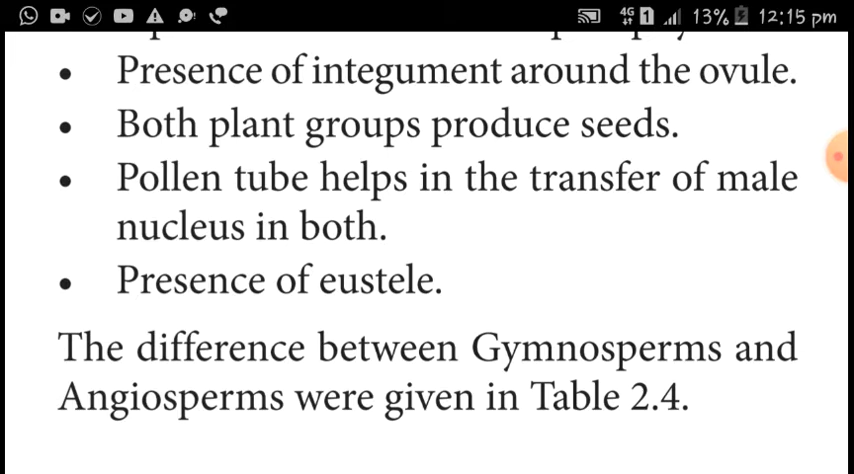 4G 1 13% 12:15 pm
• Presence of integument around the ovule.
• Both plant groups produce seeds.
• Pollen tube helps in the transfer of male
nucleus in both.
• Presence of eustele.
The difference between Gymnosperms and
Angiosperms were given in Table 2.4.